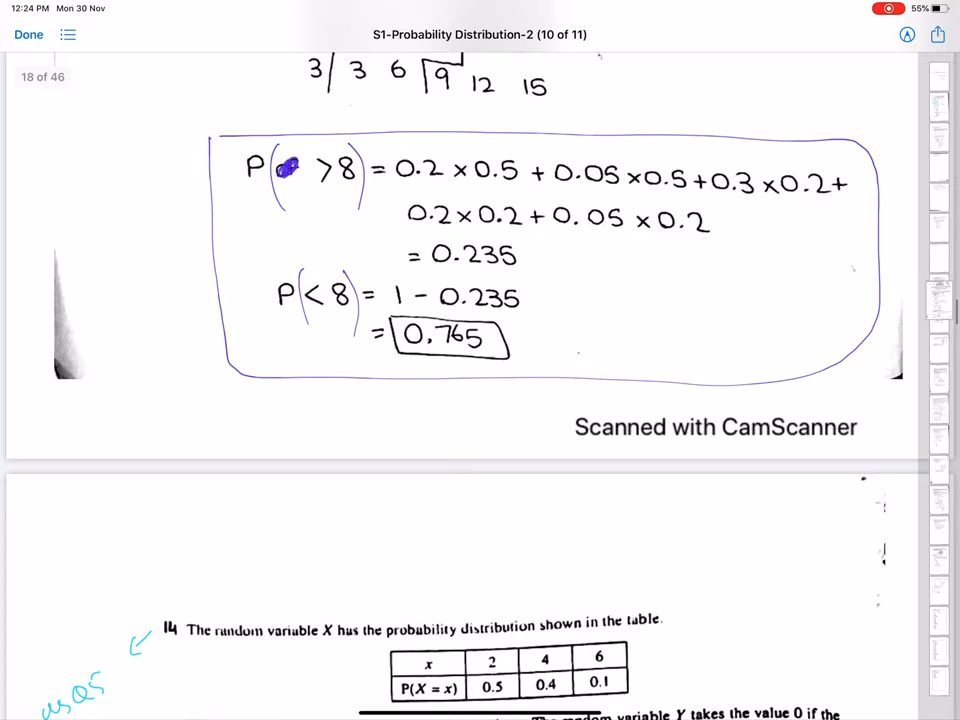 12:24 PM Mon 30 Nov
55%
Done
S1-Probability Distribution-2 (10 of 11)
18 of 46
3 3 6 9 12 15
P( > 8) = 0.2 × 0.5 + 0.05 × 0.5 + 0.3 × 0.2 +
0.2 × 0.2 + 0.05 × 0.2
= 0.235
P(< 8) = 1 - 0.235
= 0.765
Scanned with CamScanner
14 The random variable X has the probability distribution shown in the table.
x 2 4 6
P(X = x) 0.5 0.4 0.1
as Q5
variable Y takes the value 0 if the